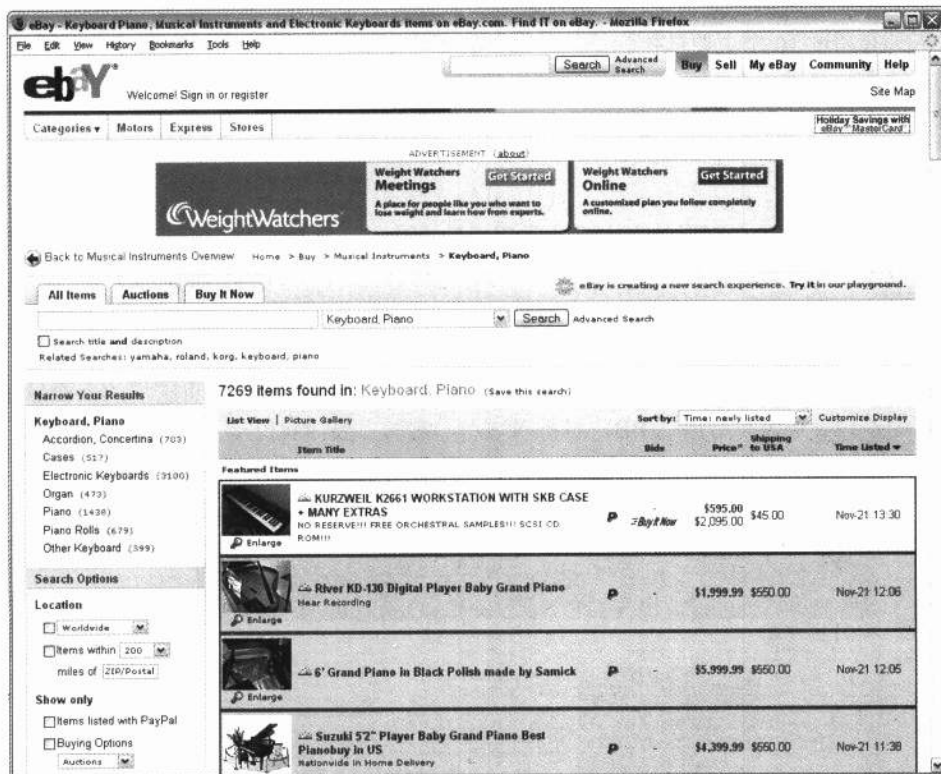 eBay - Keyboard Piano, Musical Instruments and Electronic Keyboards items on eBay.com. Find IT on eBay. - Mozilla Firefox
File Edit View History Bookmarks Tools Help
Search Advanced Search Buy Sell My eBay Community Help
ebY
Welcome! Sign in or register
Site Map
Categories Motors Express Stores
Holiday Savings with eBay MasterCard
ADVERTISEMENT (about)
WeightWatchers
Weight Watchers Meetings Get Started
A place for people like you who want to lose weight and learn how from experts.
Weight Watchers Online Get Started
A customized plan you follow completely online.
Back to Musical Instruments Overview Home > Buy > Musical Instruments > Keyboard, Piano
All Items Auctions Buy It Now
eBay is creating a new search experience. Try it in our playground.
Keyboard, Piano Search Advanced Search
Search title and description
Related Searches: yamaha, roland, korg, keyboard, piano
Narrow Your Results
Keyboard, Piano
Accordion, Concertina (703)
Cases (517)
Electronic Keyboards (3100)
Organ (473)
Piano (1438)
Piano Rolls (679)
Other Keyboard (399)
Search Options
Location
Worldwide
Items within 200
miles of ZIP/Postal
Show only
Items listed with PayPal
Buying Options
Auctions
7269 items found in: Keyboard, Piano (Save this search)
List View | Picture Gallery Sort by: Time: newly listed Customize Display
Item Title Bids Price* Shipping to USA Time Listed
Featured Items
KURZWEIL K2661 WORKSTATION WITH SKB CASE
+ MANY EXTRAS
NO RESERVE!!! FREE ORCHESTRAL SAMPLES!!! SCSI CD
ROM!!!
Enlarge
P - =Buy It Now $595.00 $2,095.00 $45.00 Nov-21 13:30
River KD-130 Digital Player Baby Grand Piano
Hear Recording
Enlarge
P - $1,999.99 $550.00 Nov-21 12:06
6' Grand Piano in Black Polish made by Samick
Enlarge
P - $5,999.99 $550.00 Nov-21 12:05
Suzuki 5'2" Player Baby Grand Piano Best
Pianobuy in US
Nationwide In Home Delivery
P - $4,399.99 $550.00 Nov-21 11:38